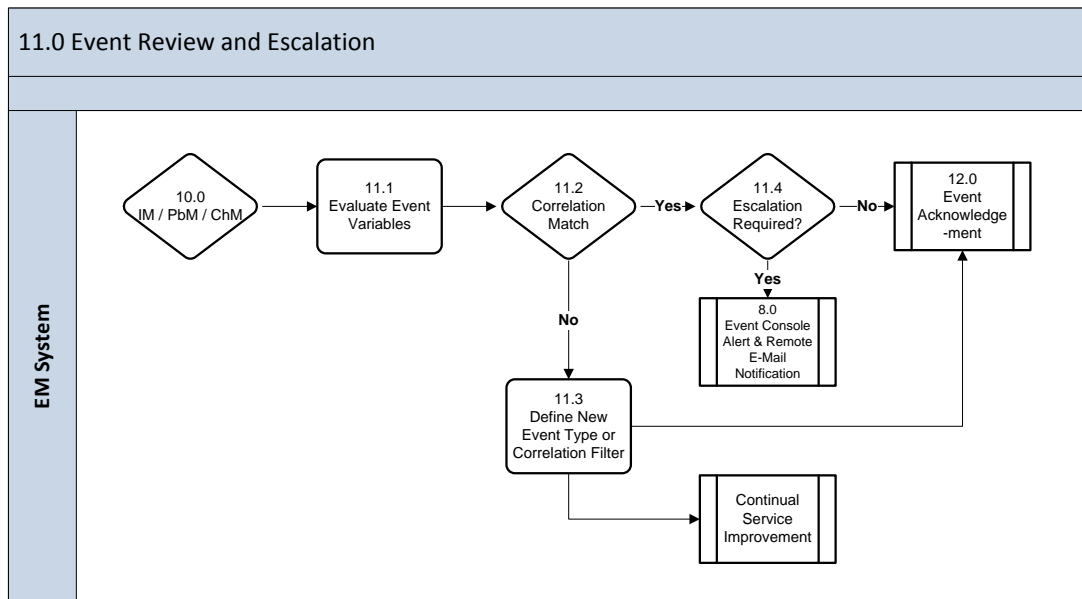 11.0 Event Review and Escalation
EM System
10.0
IM / PbM / ChM
11.1
Evaluate Event
Variables
11.2
Correlation
Match
Yes
11.4
Escalation
Required?
No
12.0
Event
Acknowledge
-ment
Yes
8.0
Event Console
Alert & Remote
E-Mail
Notification
No
11.3
Define New
Event Type or
Correlation Filter
Continual
Service
Improvement